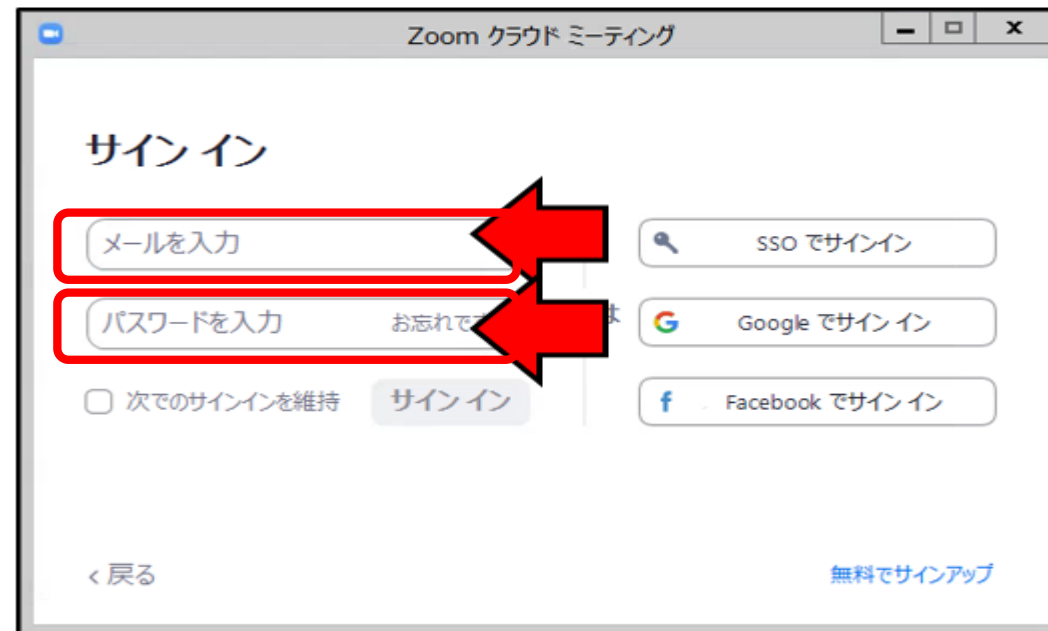 Zoom クラウド ミーティング
サイン イン
メールを入力
パスワードを入力
お忘れで
次でのサインインを維持
サイン イン
SSO でサインイン
Google でサイン イン
Facebook でサイン イン
< 戻る
無料でサインアップ